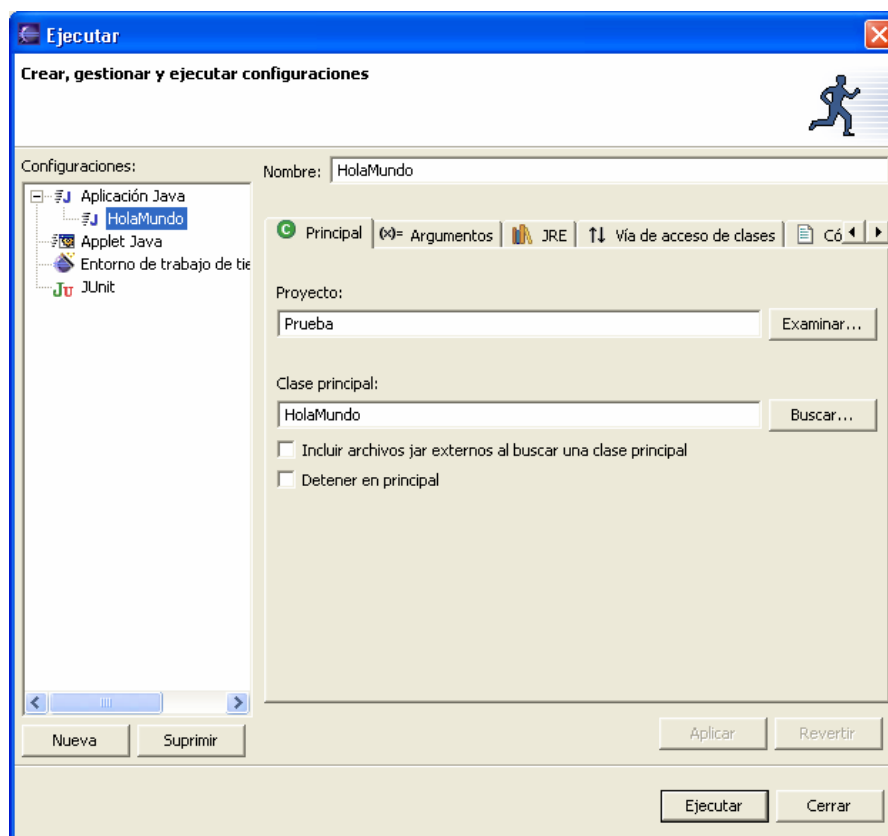 Ejecutar
Crear, gestionar y ejecutar configuraciones
Configuraciones:
Aplicación Java
HolaMundo
Applet Java
Entorno de trabajo de tie
JUnit
Nueva
Suprimir
Nombre: HolaMundo
Principal (x)= Argumentos JRE Vía de acceso de clases Có
Proyecto:
Prueba Examinar...
Clase principal:
HolaMundo Buscar...
Incluir archivos jar externos al buscar una clase principal
Detener en principal
Aplicar Revertir
Ejecutar Cerrar